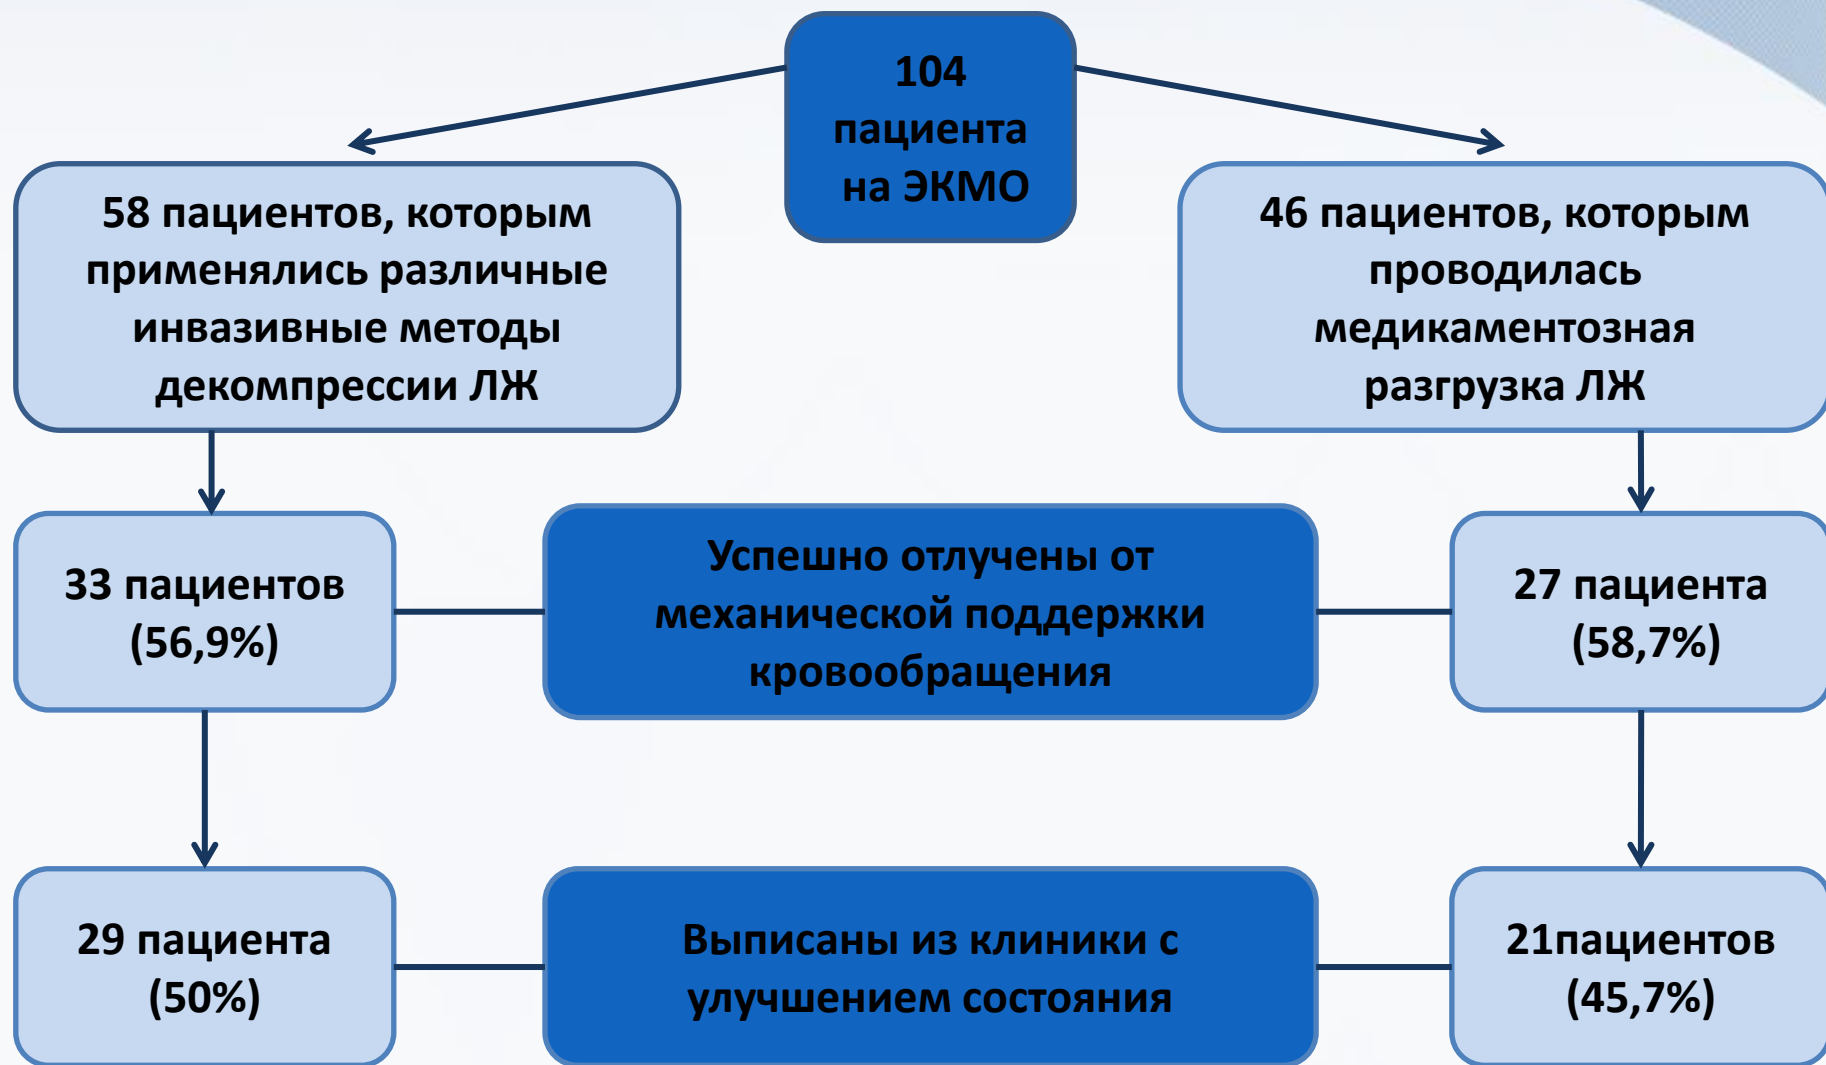 104
пациента
на ЭКМО
58 пациентов, которым
применялись различные
инвазивные методы
декомпрессии ЛЖ
46 пациентов, которым
проводилась
медикаментозная
разгрузка ЛЖ
33 пациентов
(56,9%)
Успешно отлучены от
механической поддержки
кровообращения
27 пациента
(58,7%)
29 пациента
(50%)
Выписаны из клиники с
улучшением состояния
21пациентов
(45,7%)